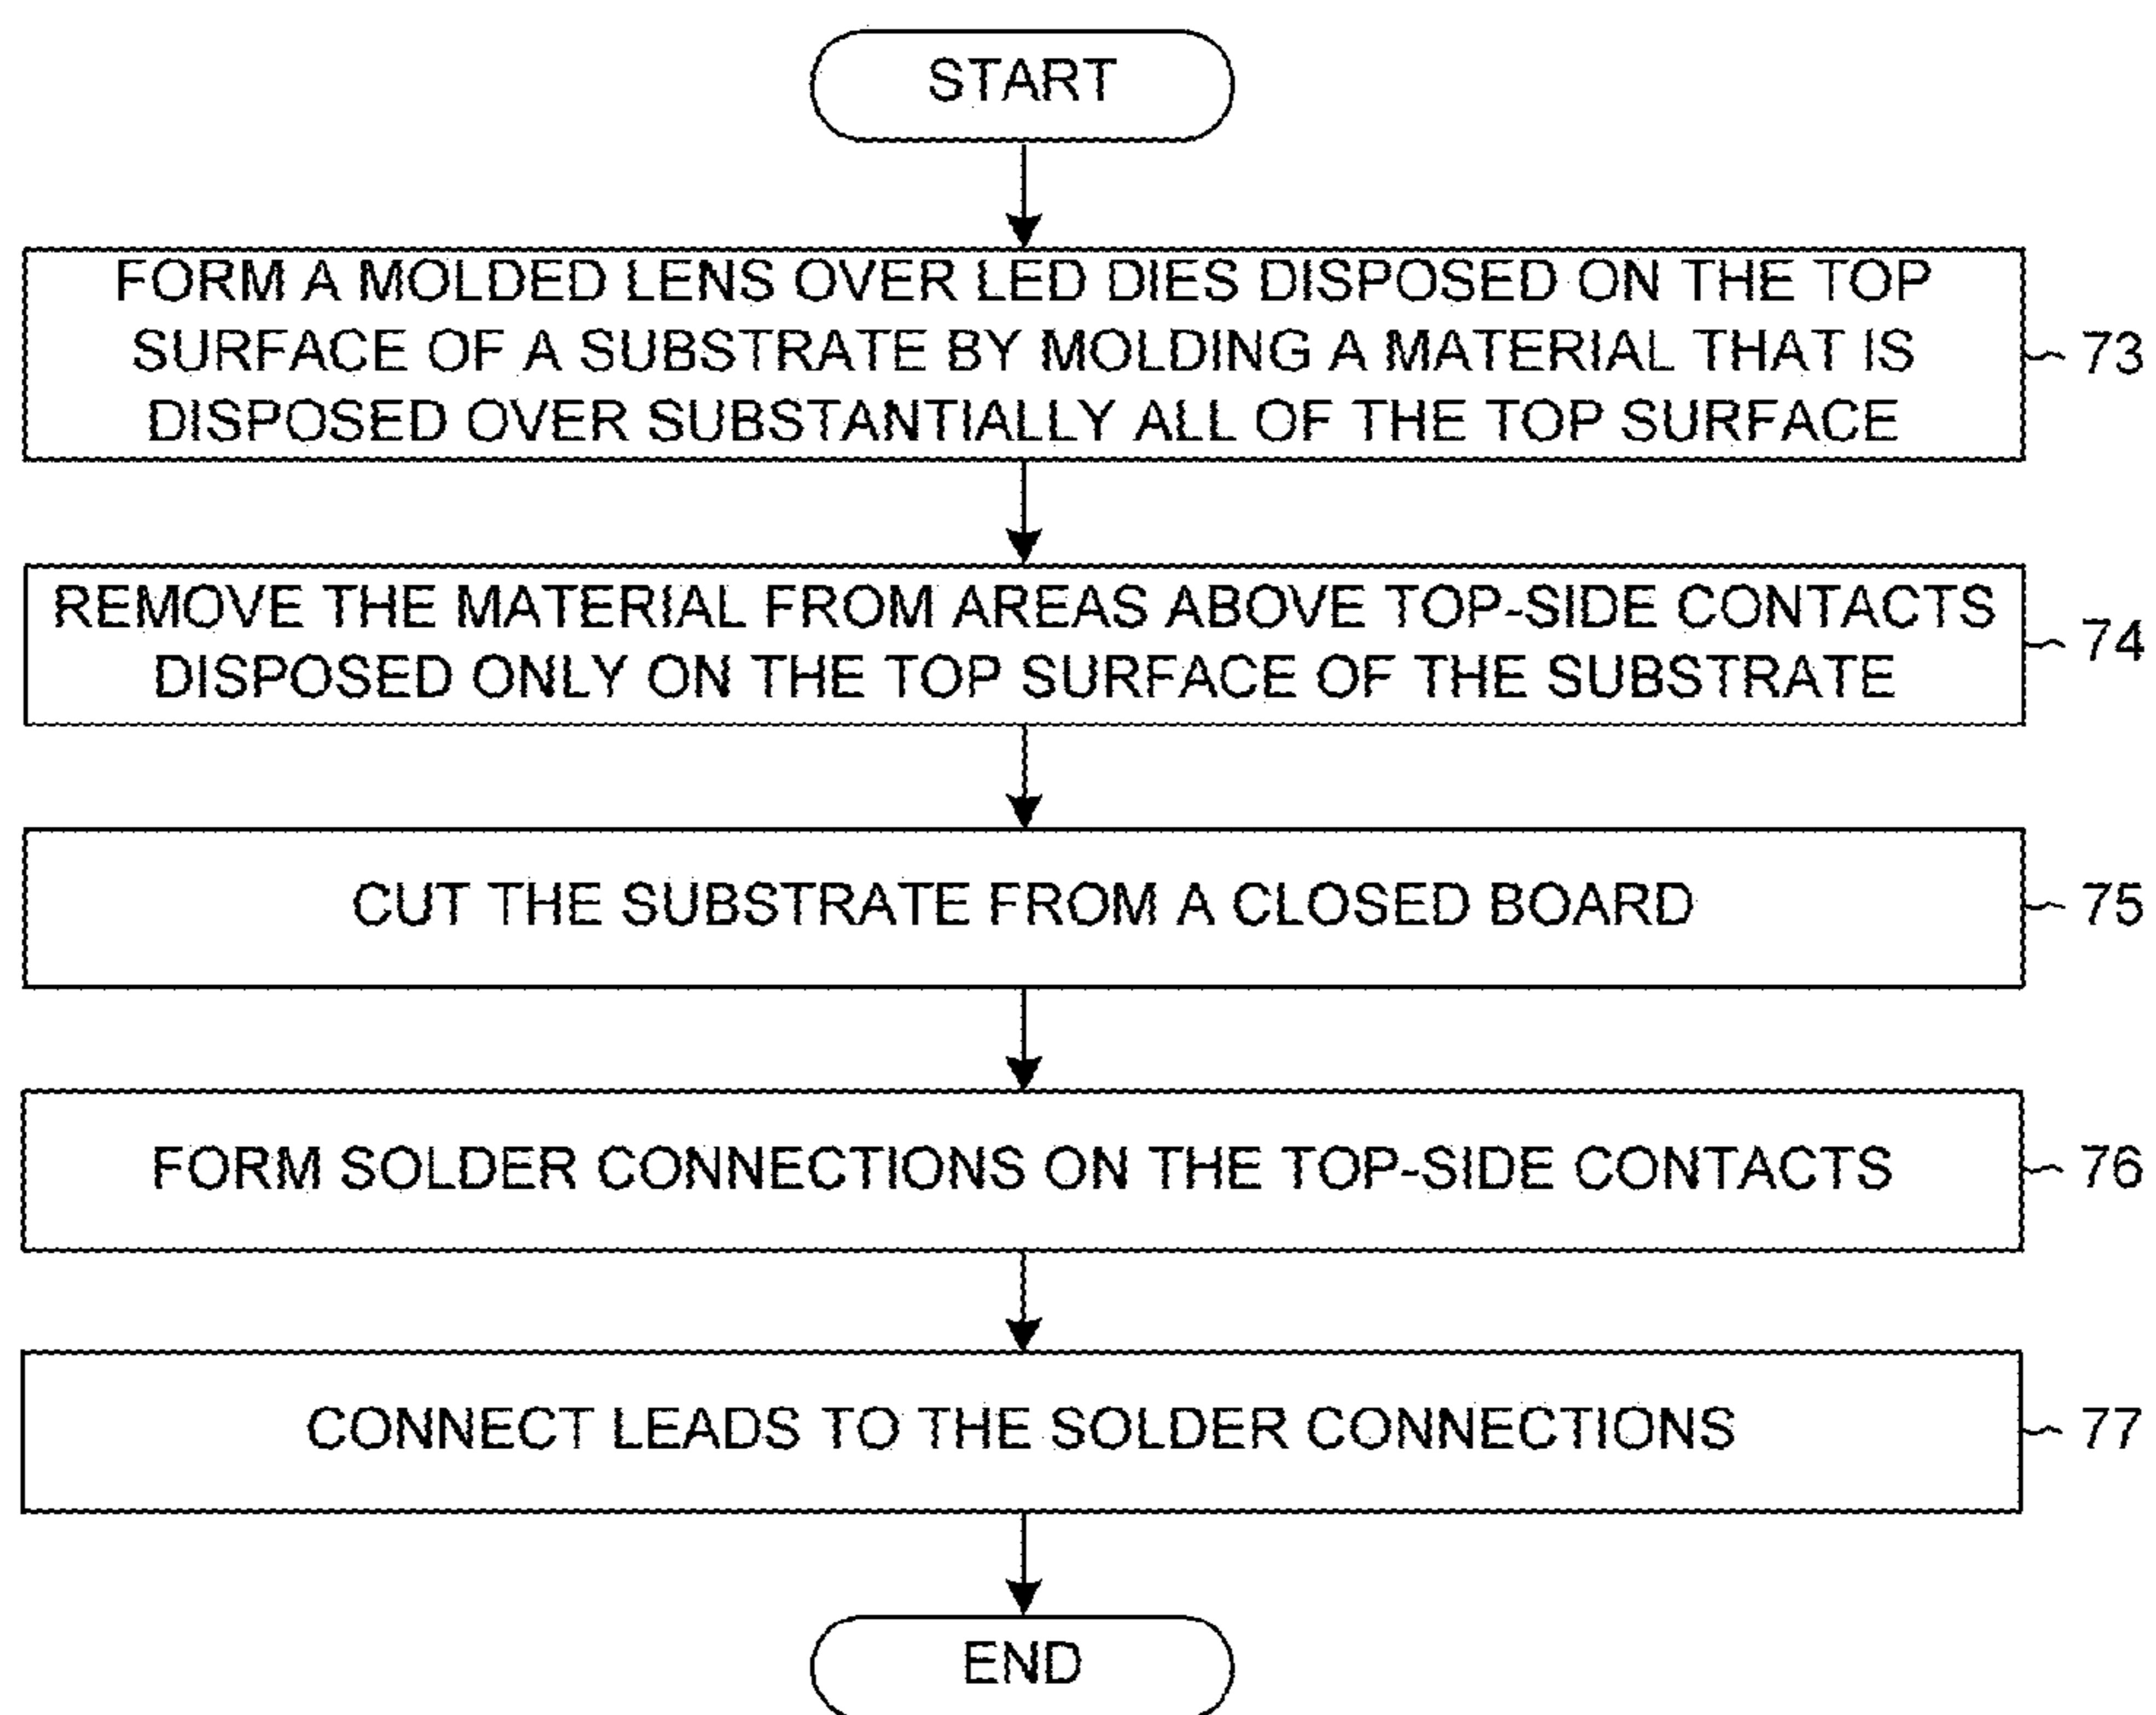 START
FORM A MOLDED LENS OVER LED DIES DISPOSED ON THE TOP
SURFACE OF A SUBSTRATE BY MOLDING A MATERIAL THAT IS
DISPOSED OVER SUBSTANTIALLY ALL OF THE TOP SURFACE
73
REMOVE THE MATERIAL FROM AREAS ABOVE TOP-SIDE CONTACTS
DISPOSED ONLY ON THE TOP SURFACE OF THE SUBSTRATE
74
CUT THE SUBSTRATE FROM A CLOSED BOARD
75
FORM SOLDER CONNECTIONS ON THE TOP-SIDE CONTACTS
76
CONNECT LEADS TO THE SOLDER CONNECTIONS
77
END